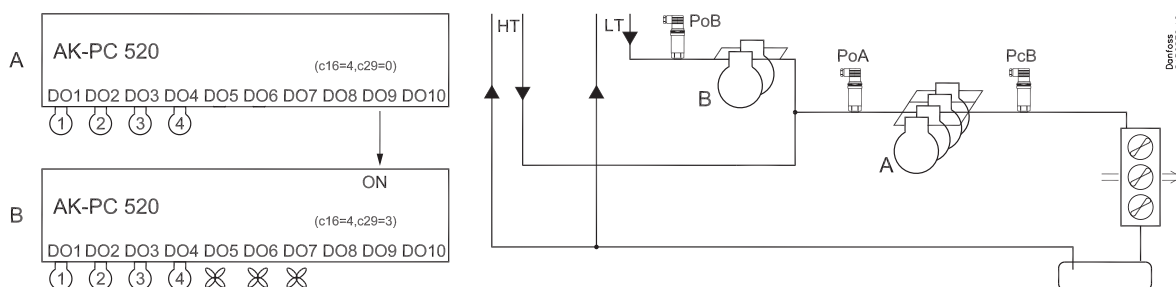 A
AK-PC 520
(c16=4,c29=0)
DO1 DO2 DO3 DO4 DO5 DO6 DO7 DO8 DO9 DO10
1 2 3 4
ON
B
AK-PC 520
(c16=4,c29=3)
DO1 DO2 DO3 DO4 DO5 DO6 DO7 DO8 DO9 DO10
1 2 3 4
HT LT PoB
B
PoA PcB
A
Danfoss